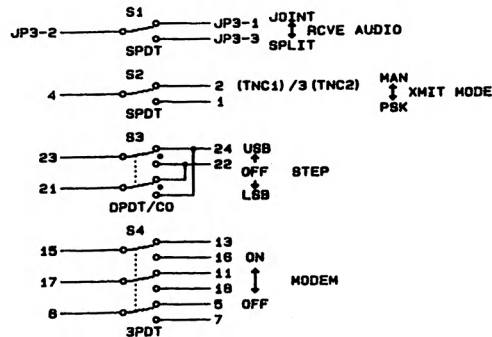 S1
JP3-2 JP3-1 JOINT
RCVE AUDIO
SPDT JP3-3 SPLIT
S2
4 2 (TNC1)/3(TNC2) MAN
XMIT MODE
SPDT 1 PSK
S3
23 24 USB
22 OFF STEP
21 LSB
DPDT/CO
S4
15 13
16 ON
17 11 MODEM
18
6 5 OFF
3PDT 7